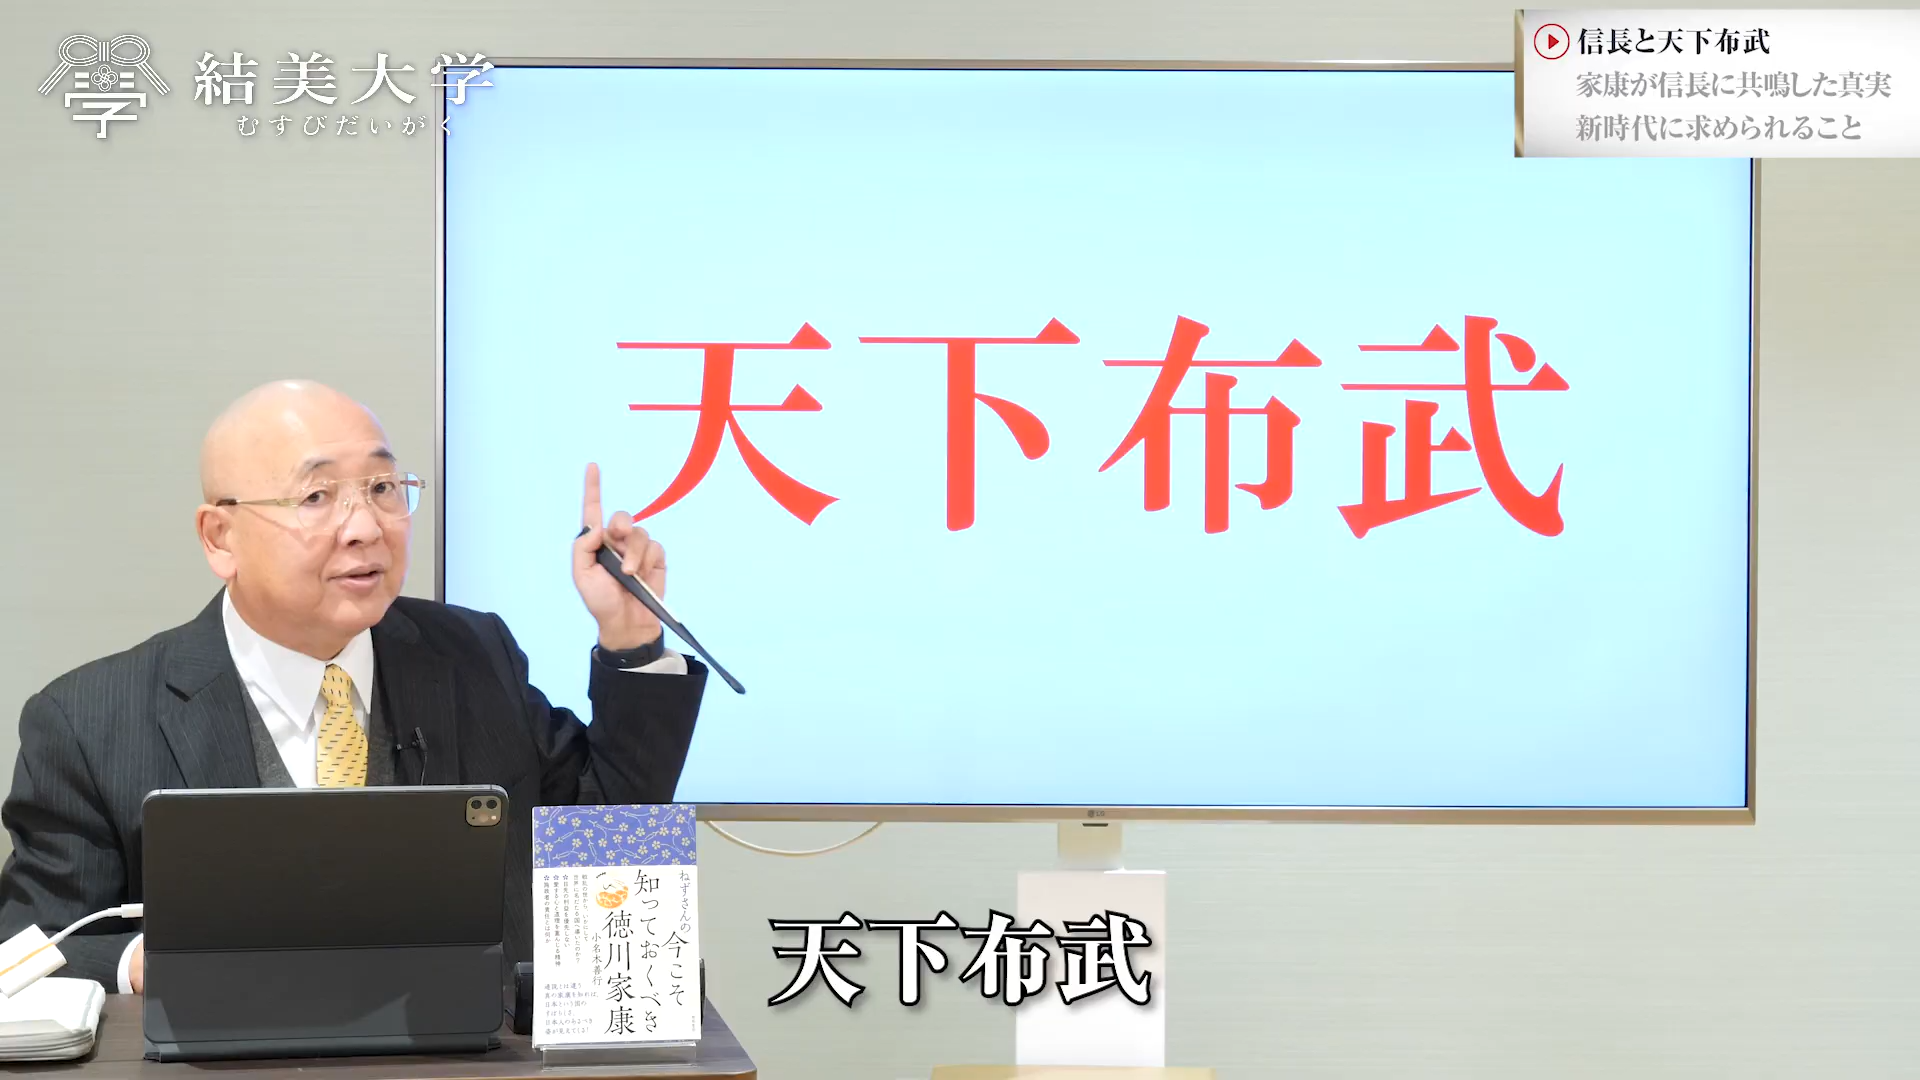 結美大学
むすびだいがく
信長と天下布武
家康が信長に共鳴した真実
新時代に求められること
天下布武
LG
ねずさんの
今こそ
知っておくべき
徳川家康
小名木善行
天下布武